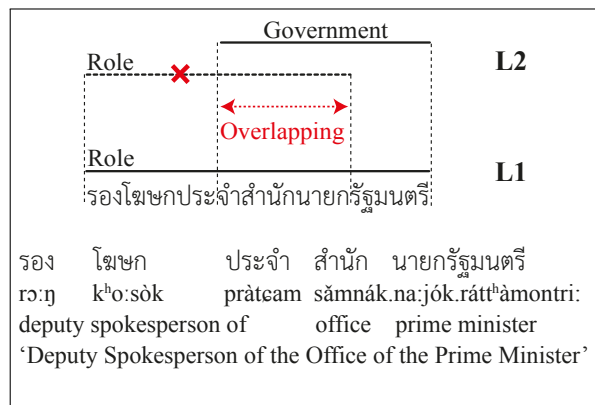 Government
Role L2
Overlapping
Role L1
รองโฆษกประจำสำนักนายกรัฐมนตรี
รอง โฆษก ประจำ สำนัก นายกรัฐมนตรี
rɔːŋ kʰoːsòk pràtɕam sǎmnák.naːjók.ráttʰàmontriː
deputy spokesperson of office prime minister
‘Deputy Spokesperson of the Office of the Prime Minister’